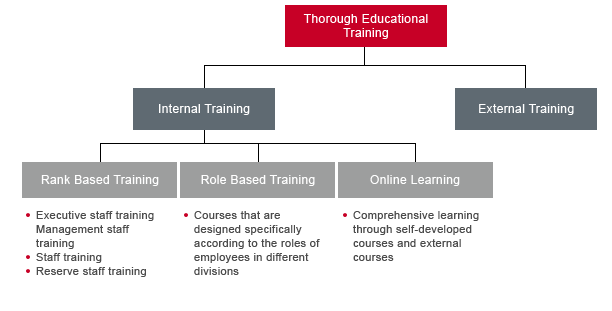 Thorough Educational
Training
Internal Training
External Training
Rank Based Training
Role Based Training
Online Learning
• Executive staff training
Management staff
training
• Staff training
• Reserve staff training
• Courses that are
designed specifically
according to the roles of
employees in different
divisions
• Comprehensive learning
through self-developed
courses and external
courses